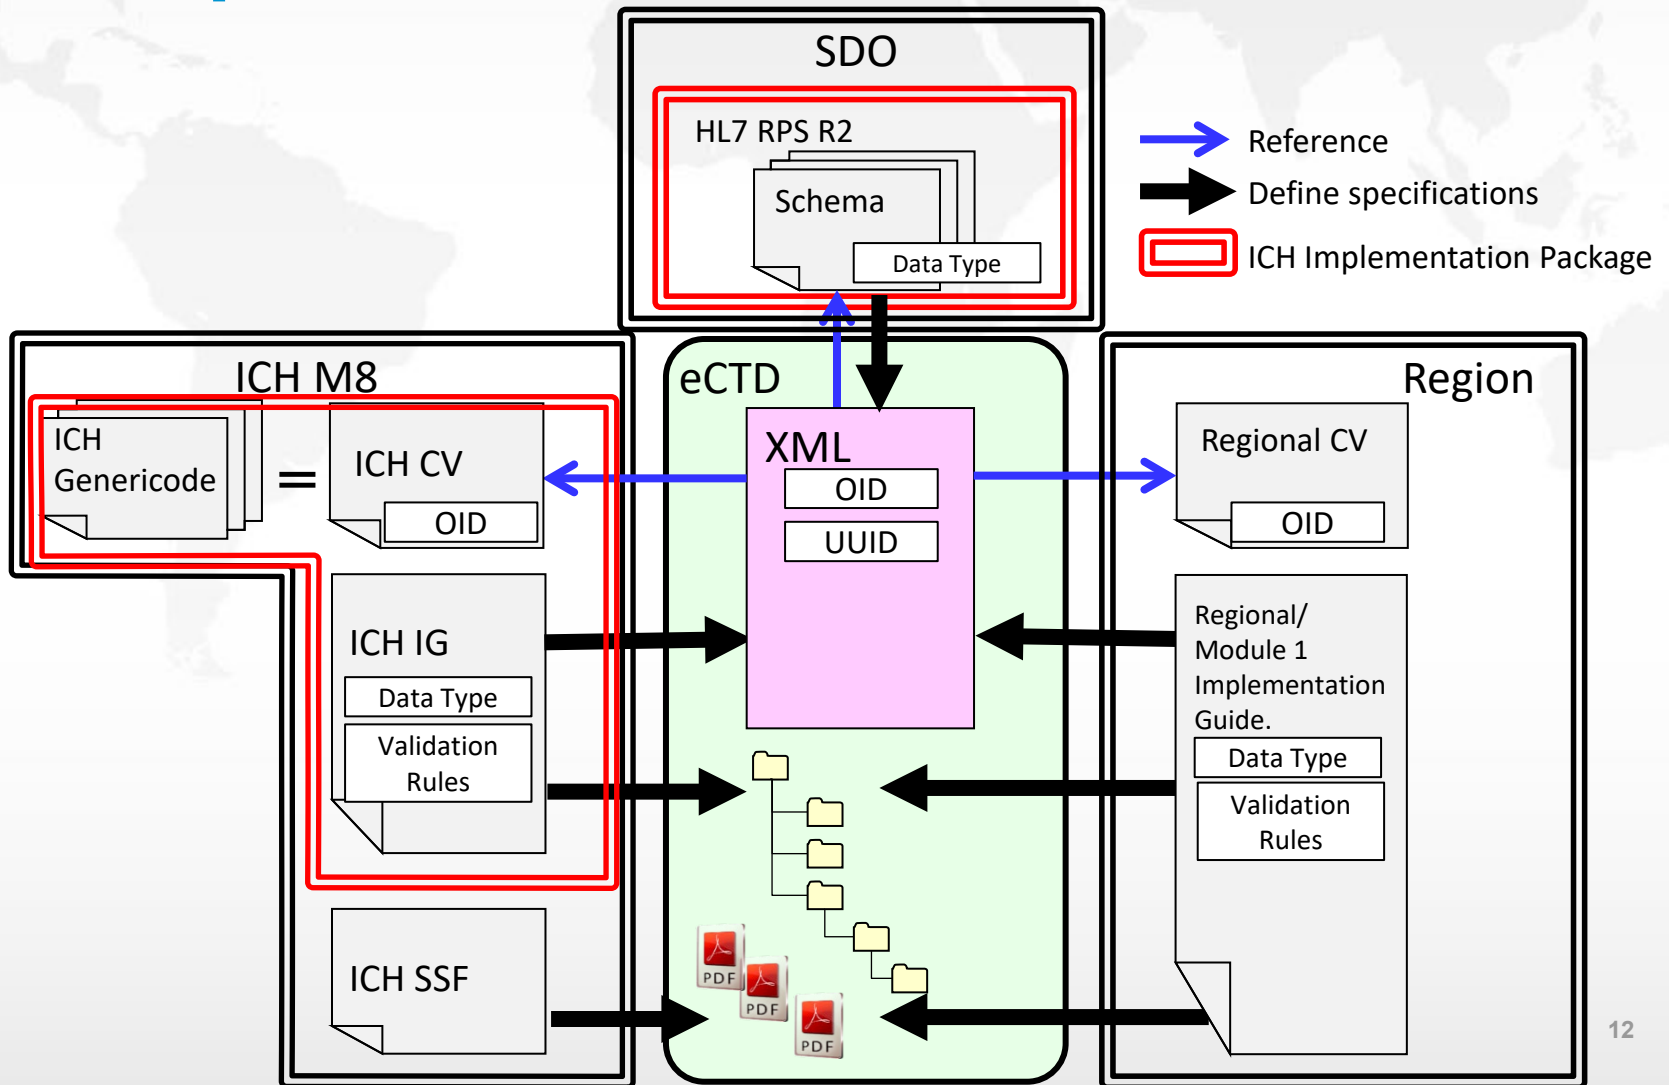 SDO
HL7 RPS R2
Schema
Data Type
Reference
Define specifications
ICH Implementation Package
ICH M8
ICH
Genericode
=
ICH CV
OID
ICH IG
Data Type
Validation
Rules
ICH SSF
eCTD
XML
OID
UUID
PDF
PDF
PDF
Region
Regional CV
OID
Regional/
Module 1
Implementation
Guide.
Data Type
Validation
Rules
12